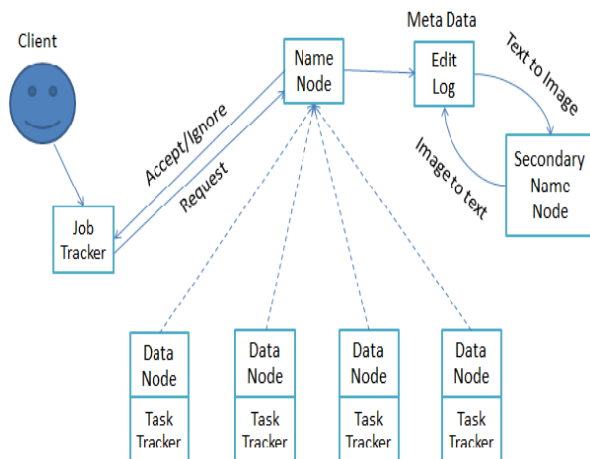 Meta Data
Client
Name
Node
Edit
Log
Text to Image
Accept/Ignore
Request
Image to text
Secondary
Name
Node
Job
Tracker
Data
Node
Task
Tracker
Data
Node
Task
Tracker
Data
Node
Task
Tracker
Data
Node
Task
Tracker